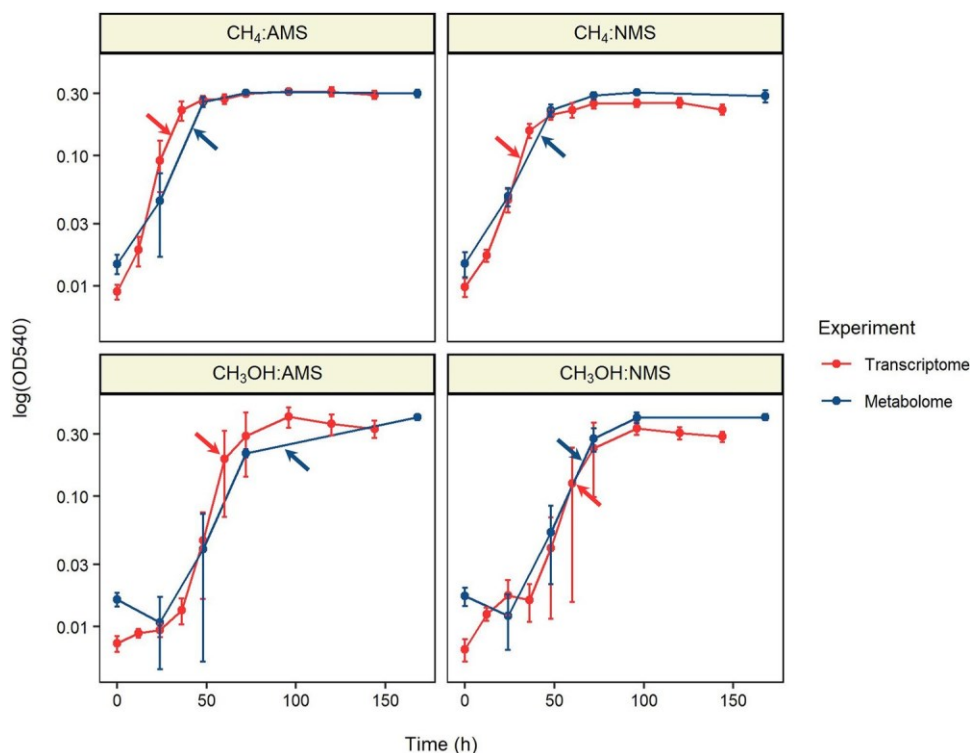 CH₄:AMS
CH₄:NMS
0.30
0.10
0.03
0.01
log(OD540)
CH₃OH:AMS
CH₃OH:NMS
0.30
0.10
0.03
0.01
0
50
100
150
0
50
100
150
Time (h)
Experiment
Transcriptome
Metabolome